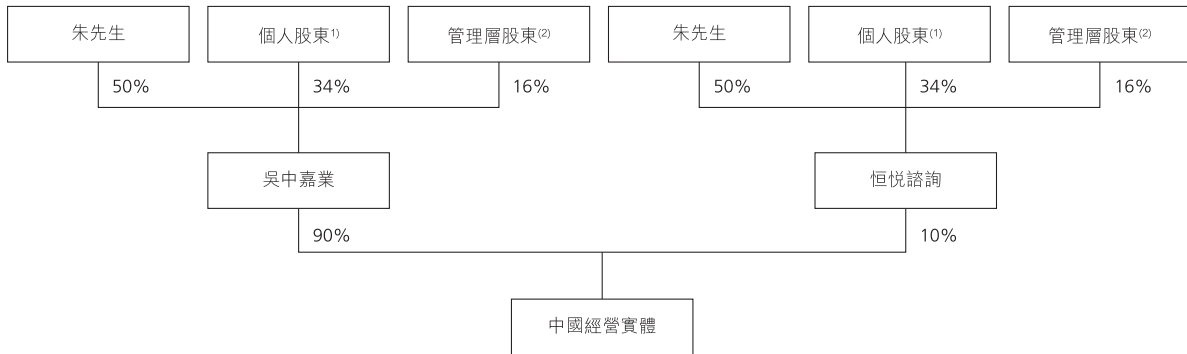 朱先生
個人股東1)
管理層股東(2)
朱先生
個人股東(1)
管理層股東(2)
50%
34%
16%
50%
34%
16%
吳中嘉業
恒悦諮詢
90%
10%
中國經營實體